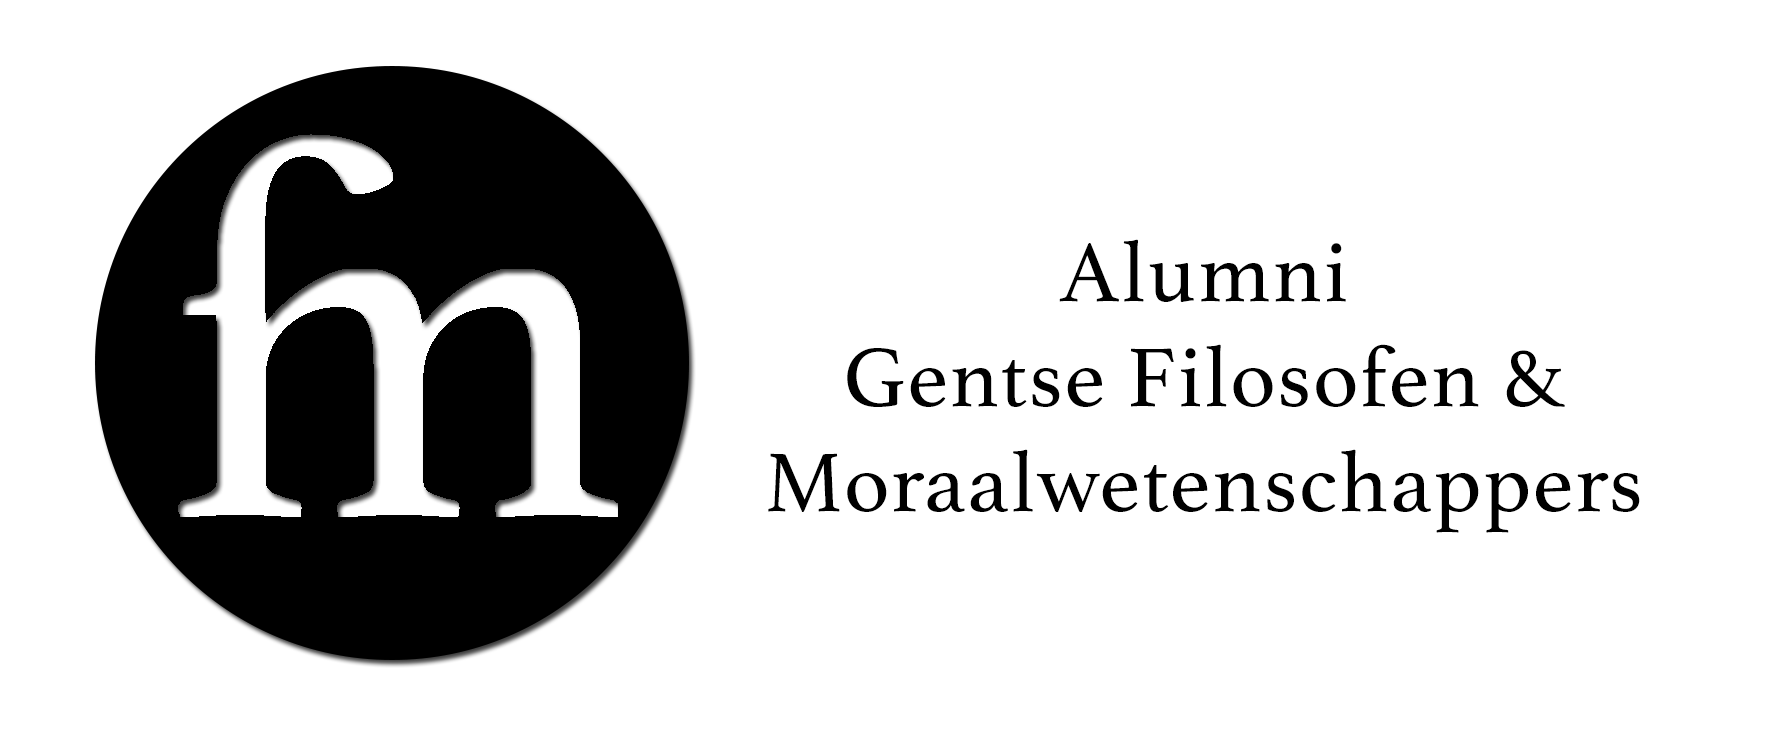 fm
Alumni
Gentse Filosofen &
Moraalwetenschappers